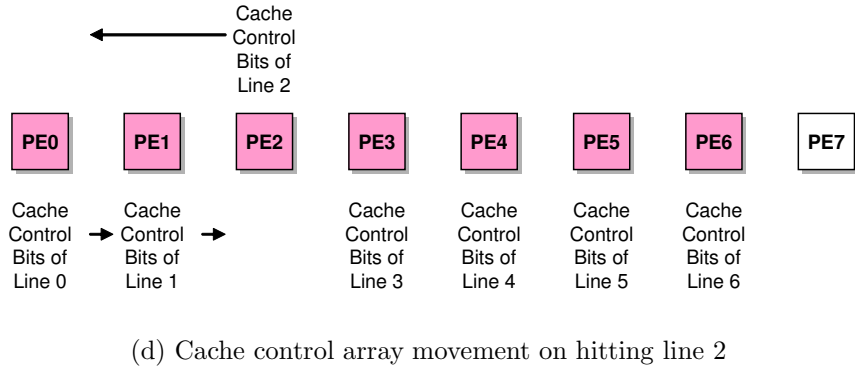 Cache
Control
Bits of
Line 2
PE0 PE1 PE2 PE3 PE4 PE5 PE6 PE7
Cache Cache Cache Cache Cache Cache
Control Control Control Control Control Control
Bits of Bits of Bits of Bits of Bits of Bits of
Line 0 Line 1 Line 3 Line 4 Line 5 Line 6
(d) Cache control array movement on hitting line 2